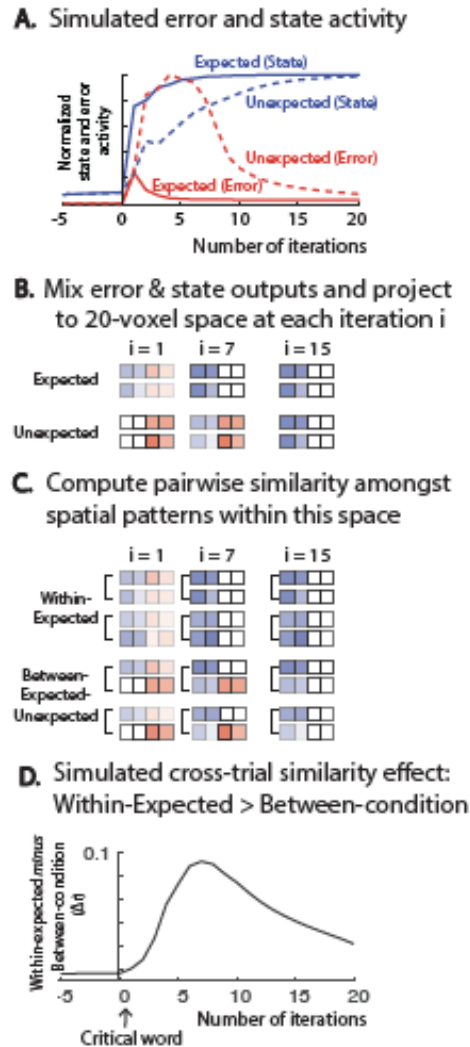 A. Simulated error and state activity
Expected (State)
Unexpected (State)
Unexpected (Error)
Expected (Error)
Normalized
state and error
activity
-5 0 5 10 15 20
Number of iterations
B. Mix error & state outputs and project
to 20-voxel space at each iteration i
i = 1 i = 7 i = 15
Expected
Unexpected
C. Compute pairwise similarity amongst
spatial patterns within this space
i = 1 i = 7 i = 15
Within-
Expected
Between-
Expected-
Unexpected
D. Simulated cross-trial similarity effect:
Within-Expected > Between-condition
0.1
Within-expected minus
Between-condition
(Δr)
-5 0 5 10 15 20
Number of iterations
Critical word